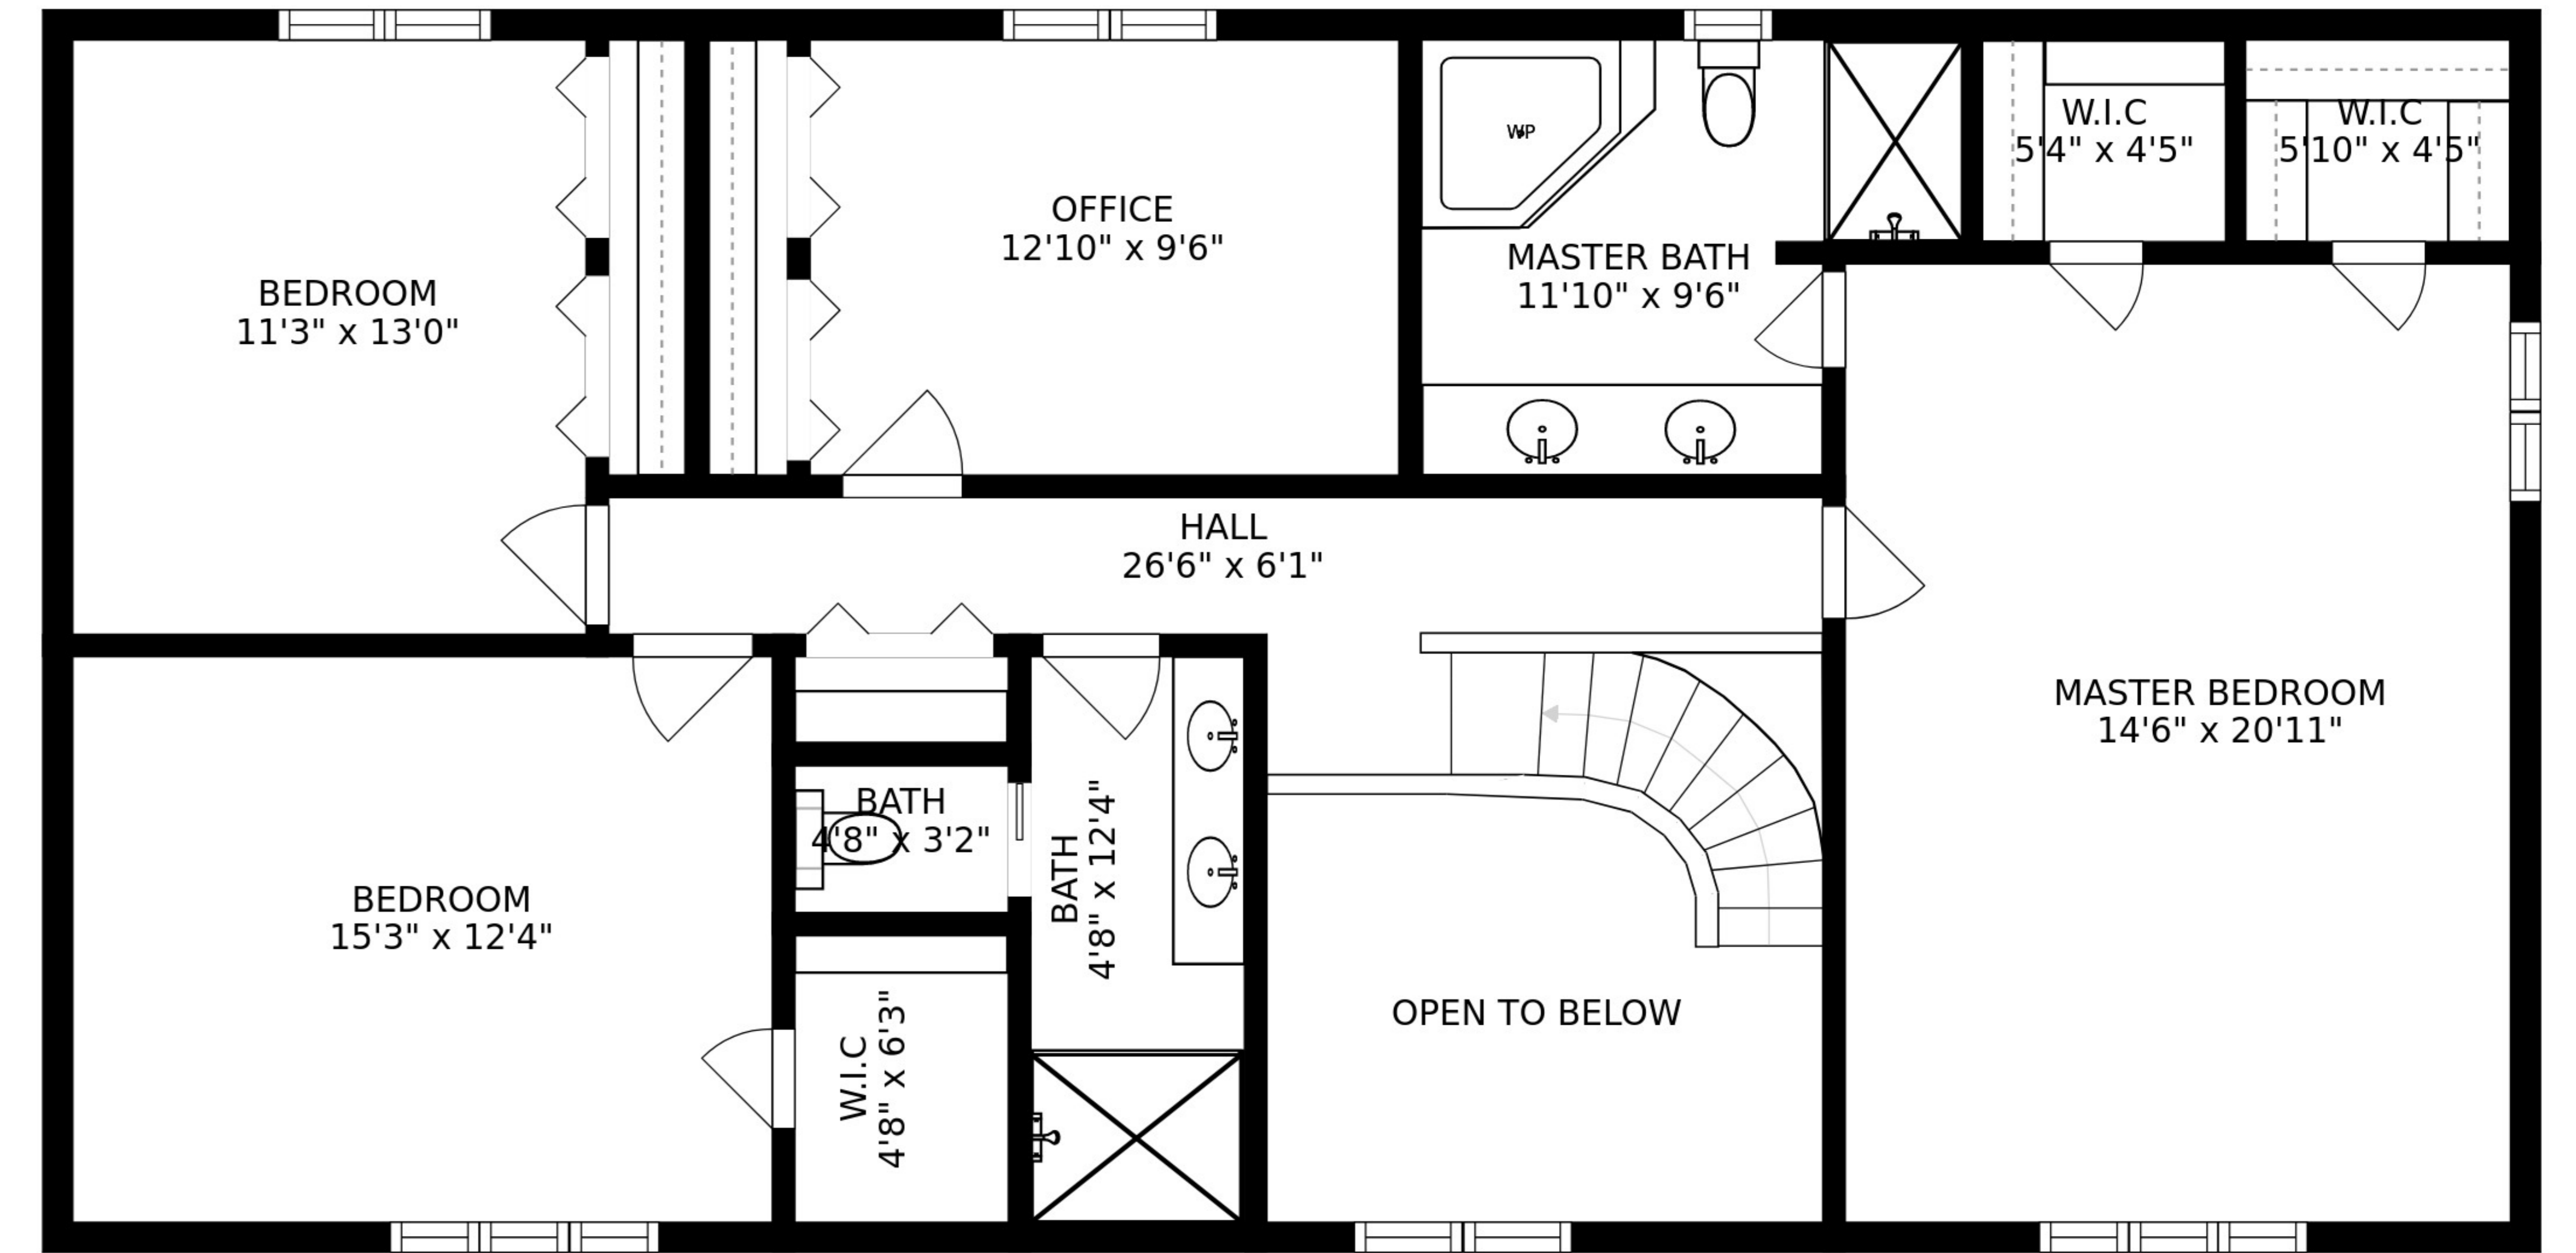 W.I.C
5'4" x 4'5"
W.I.C
5'10" x 4'5"
WP
OFFICE
12'10" x 9'6"
MASTER BATH
11'10" x 9'6"
BEDROOM
11'3" x 13'0"
HALL
26'6" x 6'1"
MASTER BEDROOM
14'6" x 20'11"
BATH
4'8" x 3'2"
BATH
4'8" x 12'4"
BEDROOM
15'3" x 12'4"
OPEN TO BELOW
W.I.C
4'8" x 6'3"